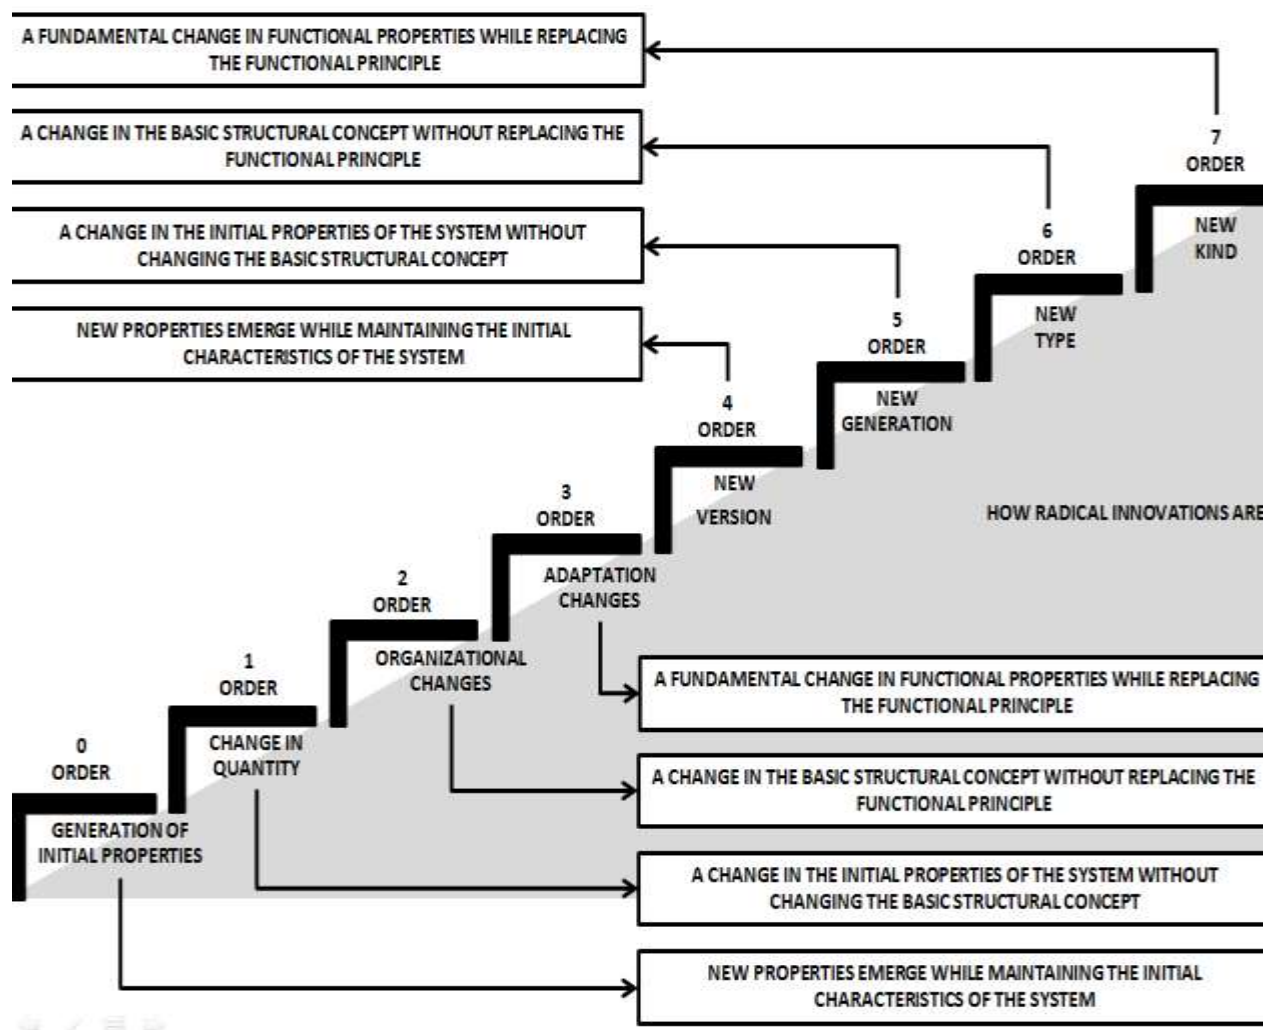 A FUNDAMENTAL CHANGE IN FUNCTIONAL PROPERTIES WHILE REPLACING
THE FUNCTIONAL PRINCIPLE
A CHANGE IN THE BASIC STRUCTURAL CONCEPT WITHOUT REPLACING THE
FUNCTIONAL PRINCIPLE
A CHANGE IN THE INITIAL PROPERTIES OF THE SYSTEM WITHOUT
CHANGING THE BASIC STRUCTURAL CONCEPT
NEW PROPERTIES EMERGE WHILE MAINTAINING THE INITIAL
CHARACTERISTICS OF THE SYSTEM
7
ORDER
NEW
KIND
6
ORDER
NEW
TYPE
5
ORDER
NEW
GENERATION
4
ORDER
NEW
VERSION
HOW RADICAL INNOVATIONS ARE
3
ORDER
ADAPTATION
CHANGES
2
ORDER
ORGANIZATIONAL
CHANGES
1
ORDER
CHANGE IN
QUANTITY
0
ORDER
GENERATION OF
INITIAL PROPERTIES
A FUNDAMENTAL CHANGE IN FUNCTIONAL PROPERTIES WHILE REPLACING
THE FUNCTIONAL PRINCIPLE
A CHANGE IN THE BASIC STRUCTURAL CONCEPT WITHOUT REPLACING THE
FUNCTIONAL PRINCIPLE
A CHANGE IN THE INITIAL PROPERTIES OF THE SYSTEM WITHOUT
CHANGING THE BASIC STRUCTURAL CONCEPT
NEW PROPERTIES EMERGE WHILE MAINTAINING THE INITIAL
CHARACTERISTICS OF THE SYSTEM